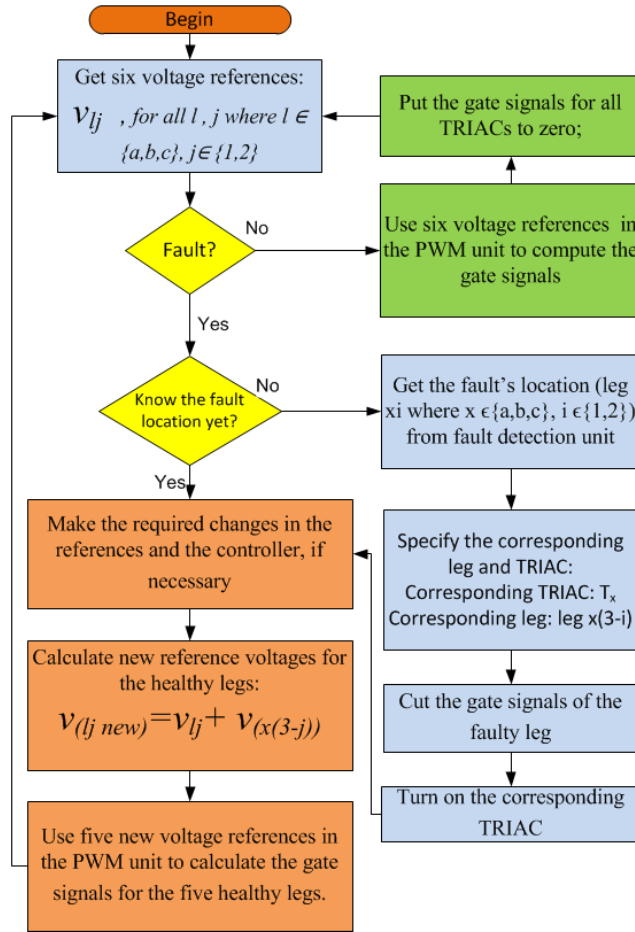 Begin
Get six voltage references:
v_{lj} , for all l , j where l ∈
{a,b,c}, j∈{1,2}
Put the gate signals for all
TRIACs to zero;
Fault?
No
Use six voltage references in
the PWM unit to compute the
gate signals
Yes
Know the fault
location yet?
No
Get the fault's location (leg
xi where x ϵ{a,b,c}, i ϵ{1,2})
from fault detection unit
Yes
Make the required changes in the
references and the controller, if
necessary
Specify the corresponding
leg and TRIAC:
Corresponding TRIAC: T_x
Corresponding leg: leg x(3-i)
Calculate new reference voltages for
the healthy legs:
v_{(lj new)}=v_{lj}+ v_{(x(3-j))}
Cut the gate signals of the
faulty leg
Turn on the corresponding
TRIAC
Use five new voltage references in
the PWM unit to calculate the gate
signals for the five healthy legs.